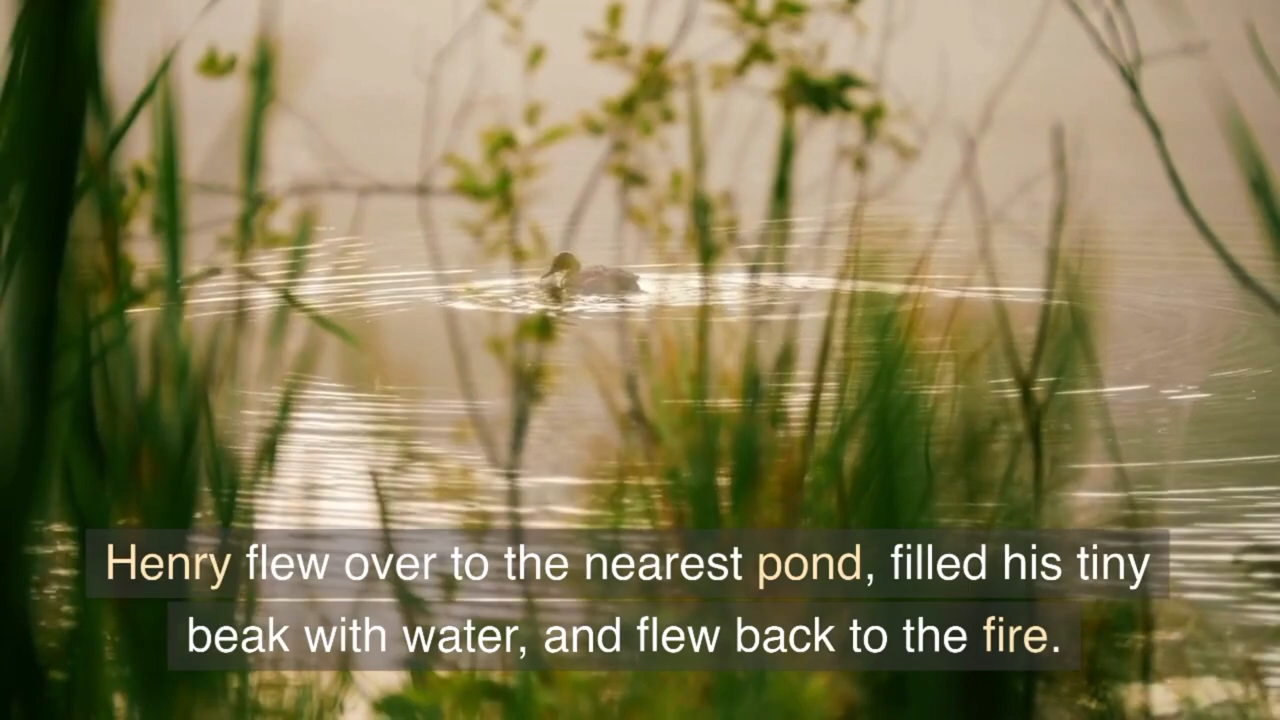 Henry flew over to the nearest pond, filled his tiny
beak with water, and flew back to the fire.